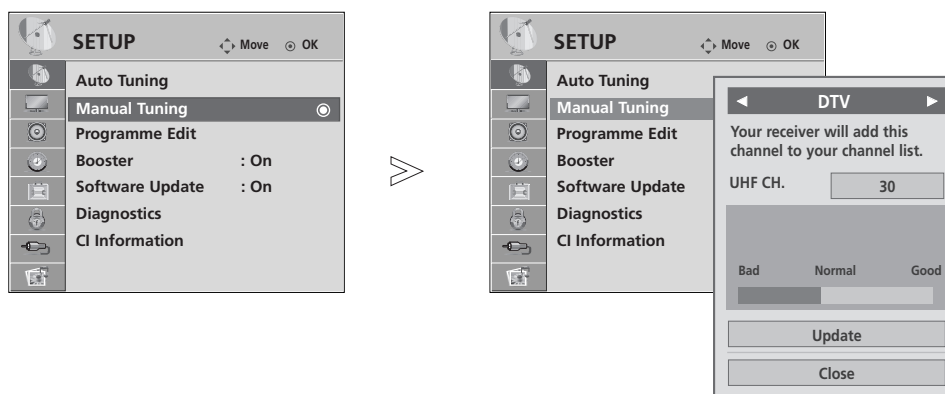 SETUP Move OK
Auto Tuning
Manual Tuning
Programme Edit
Booster : On
Software Update : On
Diagnostics
CI Information
SETUP Move OK
Auto Tuning
Manual Tuning
Programme Edit
Booster
Software Update
Diagnostics
CI Information
◄ DTV ►
Your receiver will add this
channel to your channel list.
UHF CH. 30
Bad Normal Good
Update
Close